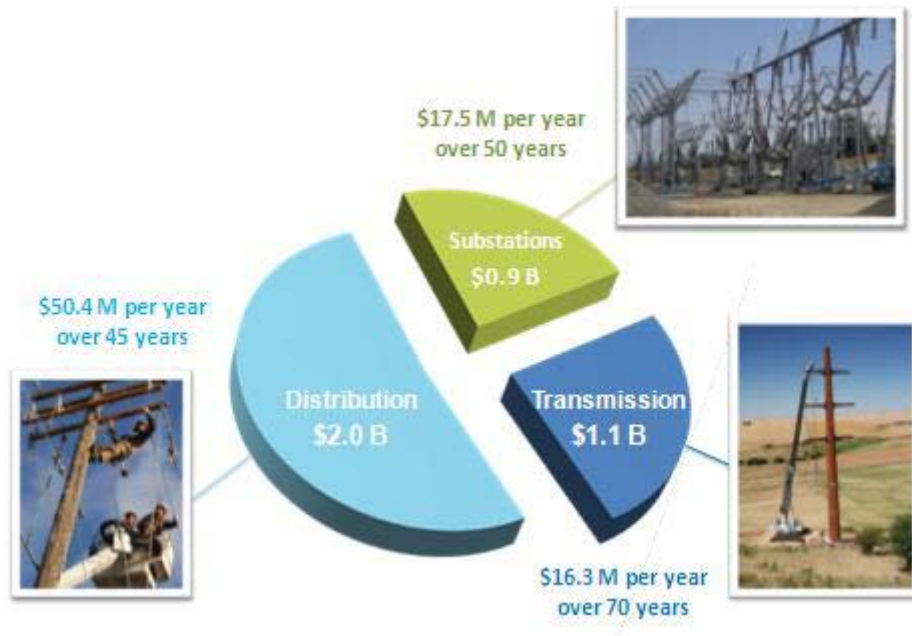 $17.5 M per year
over 50 years
Substations
$0.9 B
$50.4 M per year
over 45 years
Distribution
$2.0 B
Transmission
$1.1 B
$16.3 M per year
over 70 years